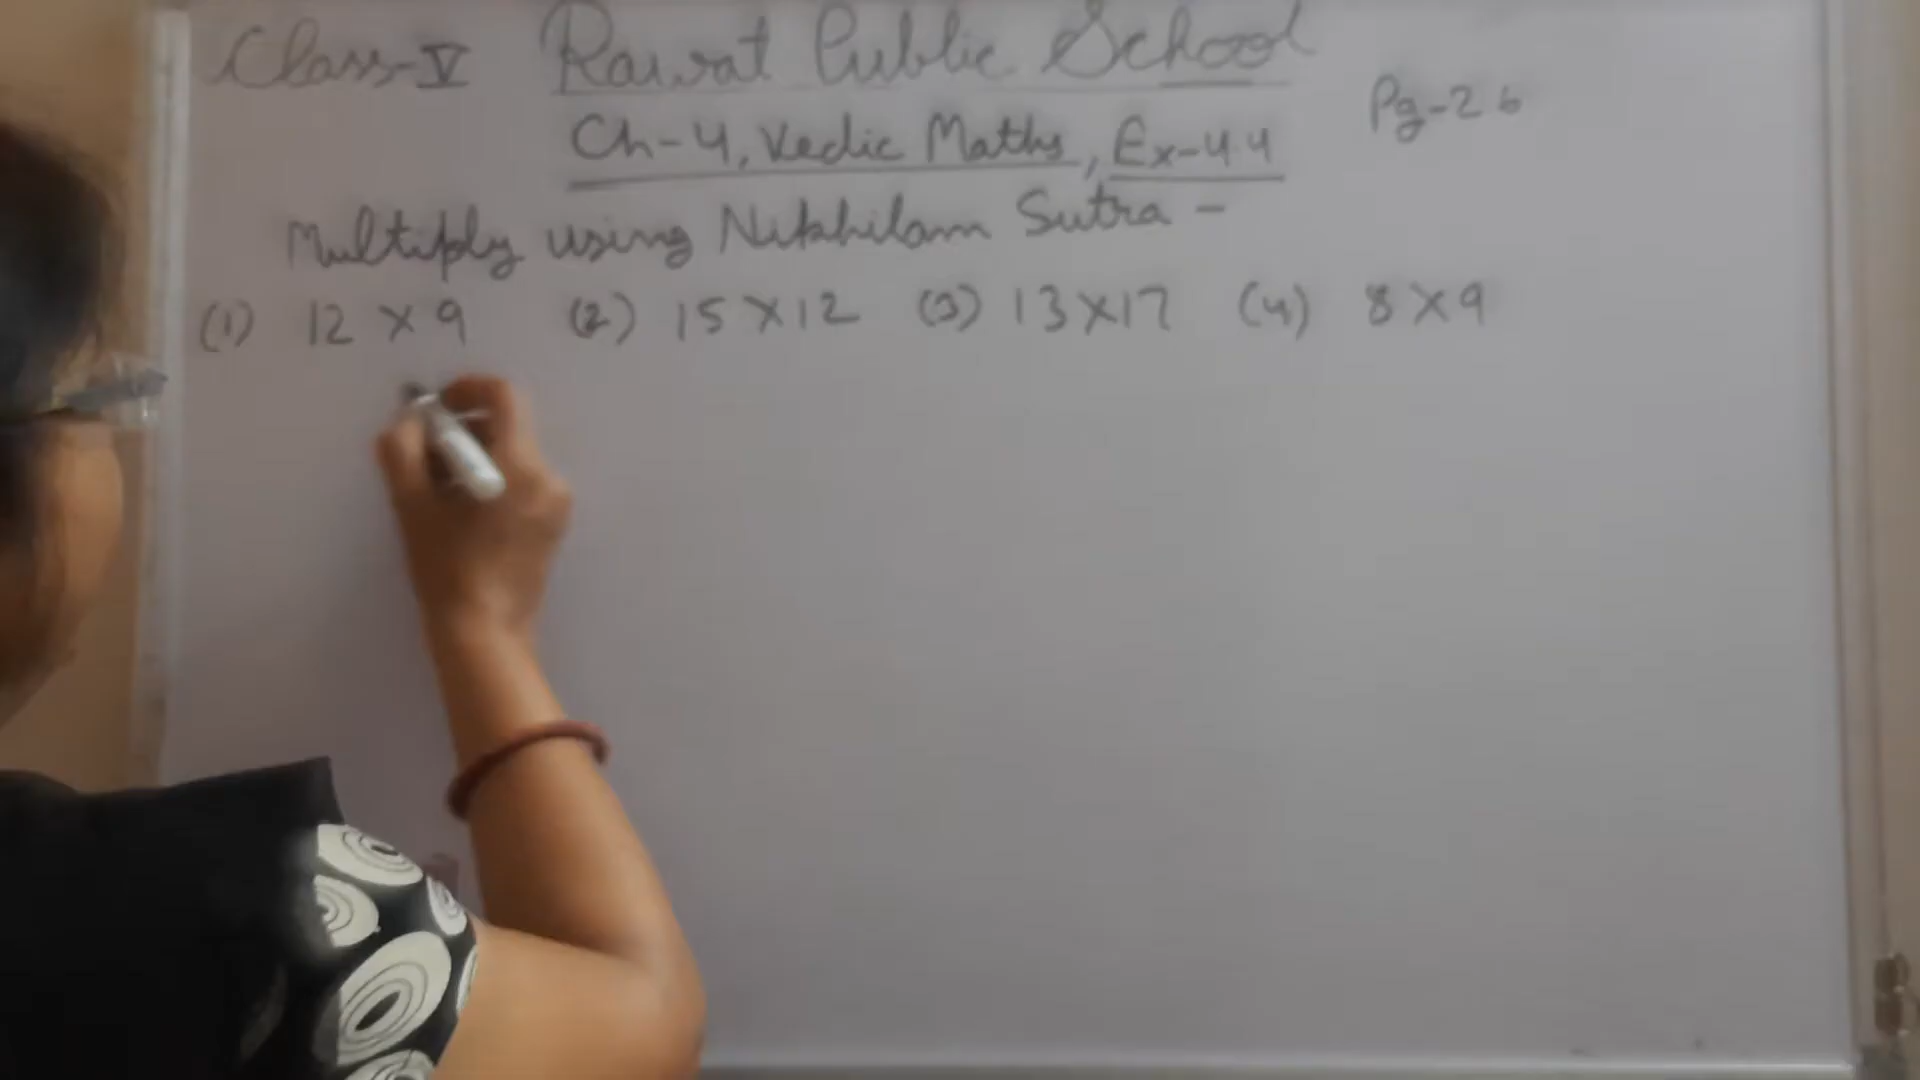 Class-V Rawat Public School
Pg-26
Ch-4, Vedic Maths, Ex-4.4
Multiply using Nikhilam Sutra -
(1) 12 X 9 (2) 15 X 12 (3) 13 X 17 (4) 8 X 9